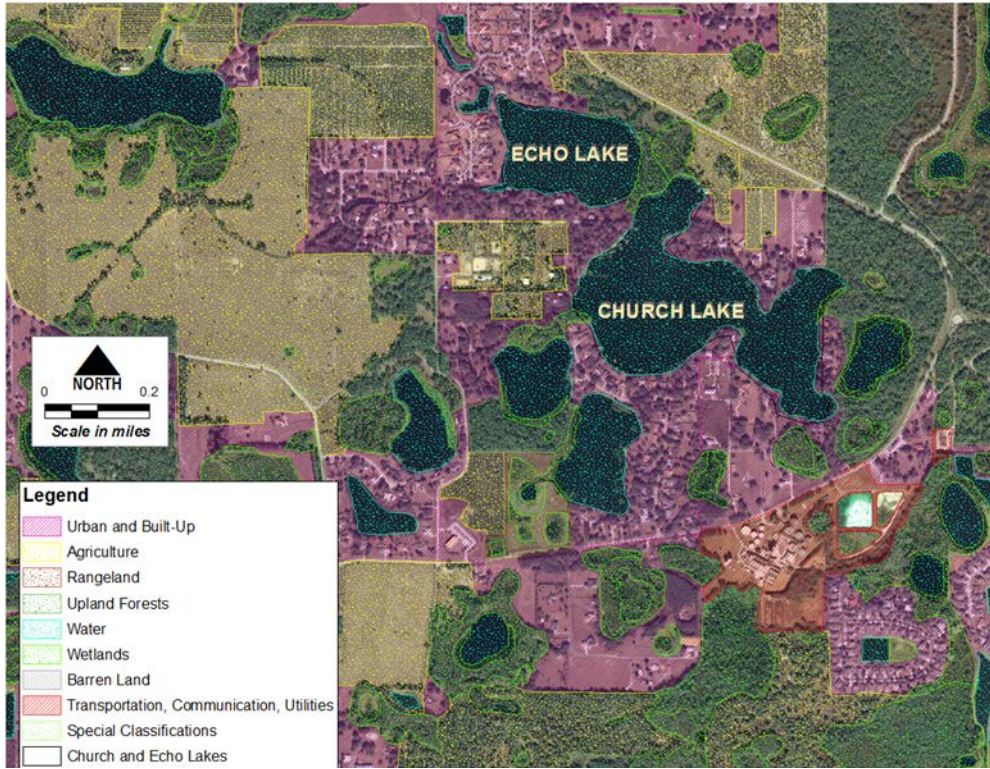 ECHO LAKE
CHURCH LAKE
NORTH
0 0.2
Scale in miles
Legend
Urban and Built-Up
Agriculture
Rangeland
Upland Forests
Water
Wetlands
Barren Land
Transportation, Communication, Utilities
Special Classifications
Church and Echo Lakes